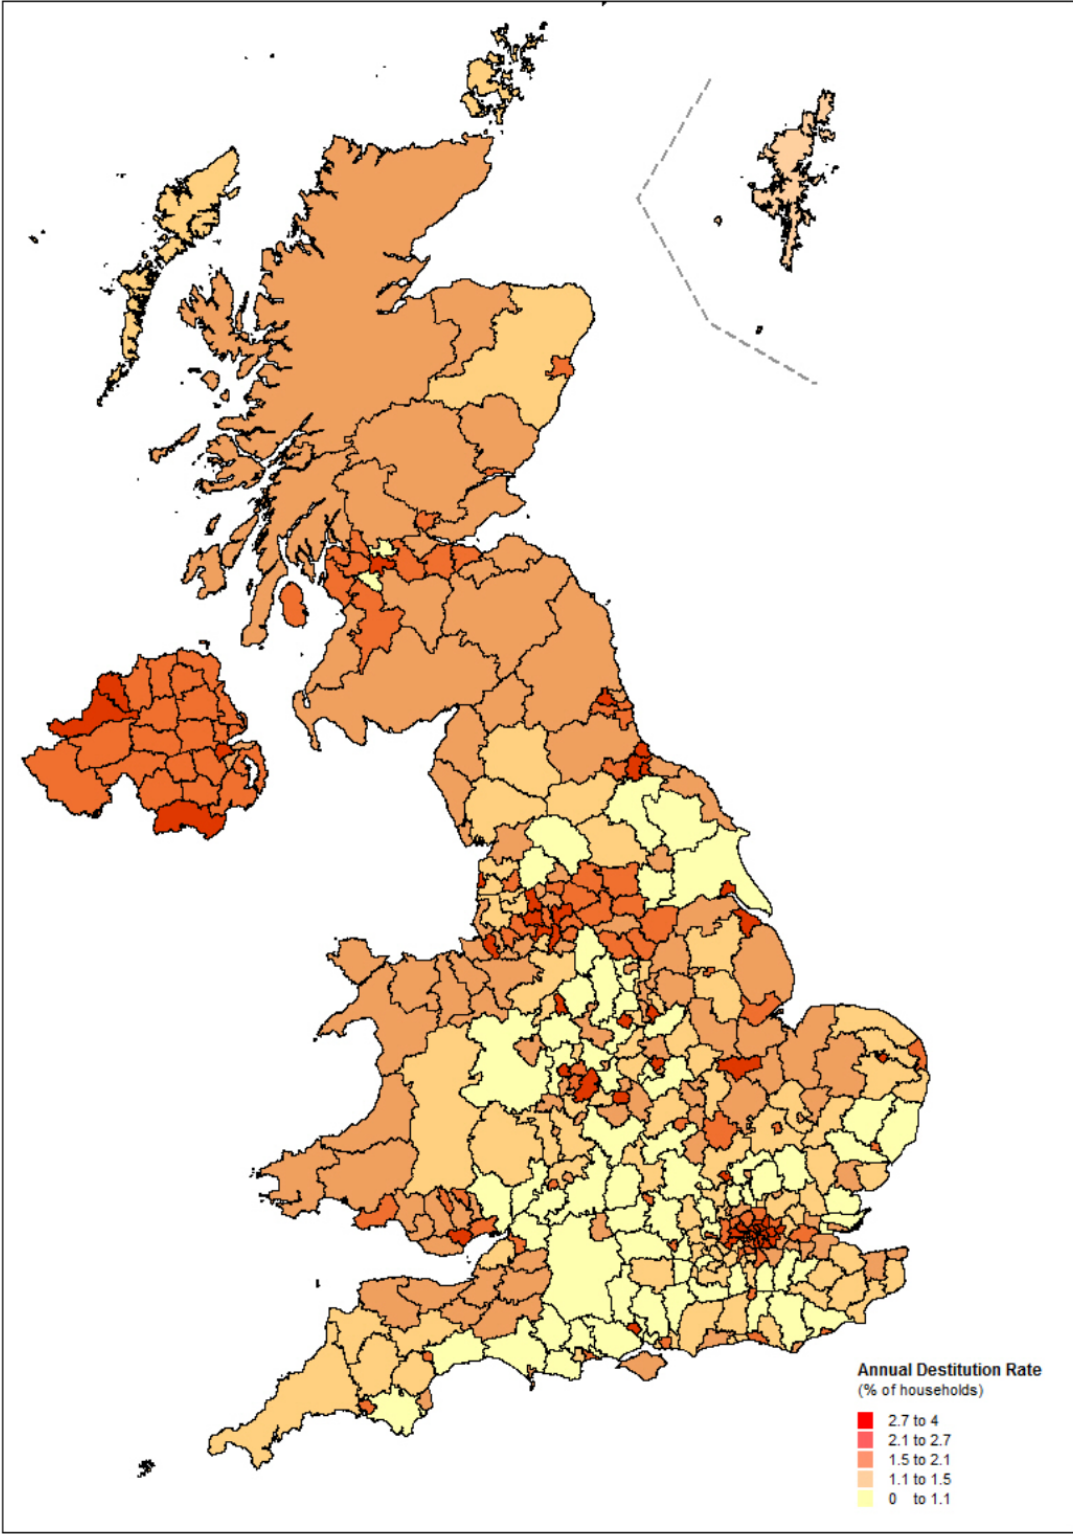 Annual Destitution Rate
(% of households)
2.7 to 4
2.1 to 2.7
1.5 to 2.1
1.1 to 1.5
0 to 1.1